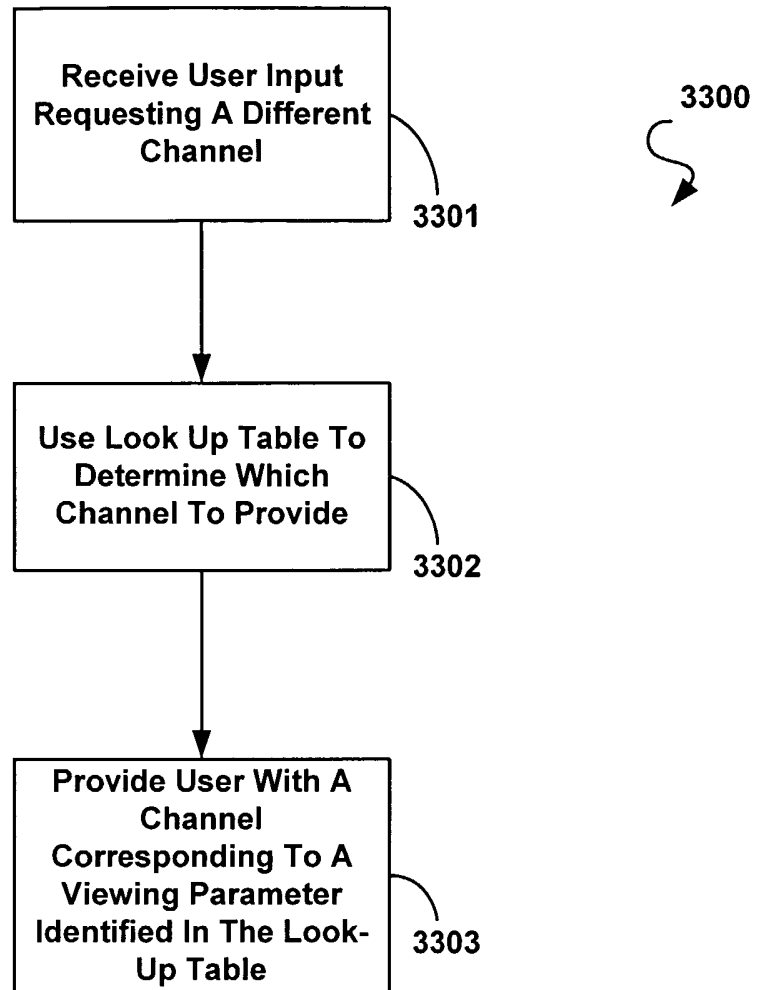 Receive User Input
Requesting A Different
Channel
3300
3301
Use Look Up Table To
Determine Which
Channel To Provide
3302
Provide User With A
Channel
Corresponding To A
Viewing Parameter
Identified In The Look-
Up Table
3303